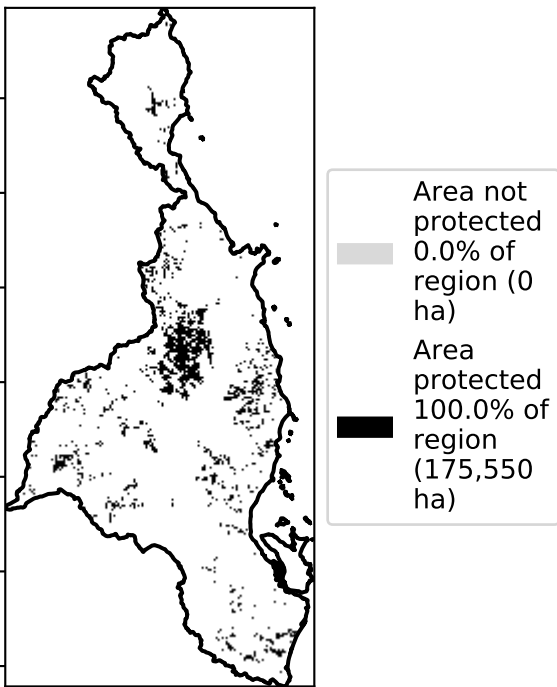 Area not
protected
0.0% of
region (0
ha)
Area
protected
100.0% of
region
(175,550
ha)